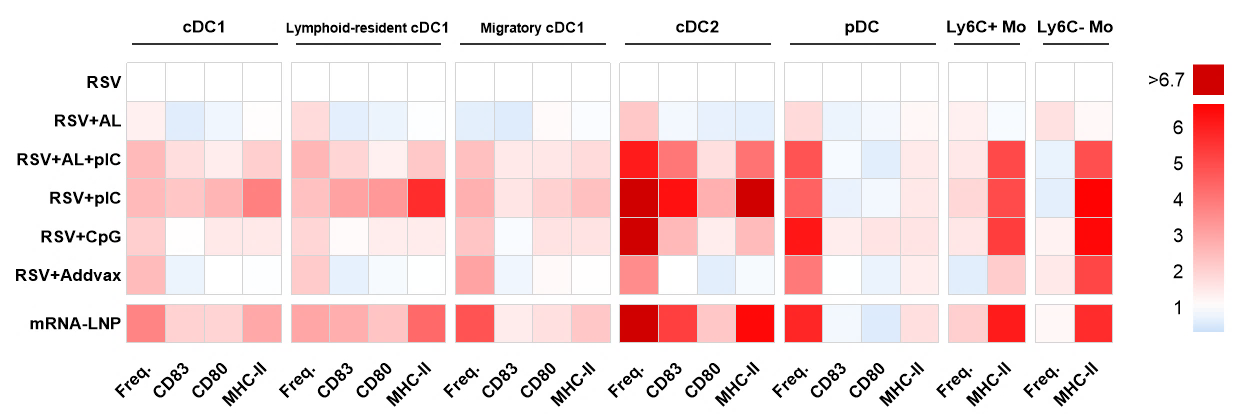 cDC1 Lymphoid-resident cDC1 Migratory cDC1 cDC2 pDC Ly6C+ Mo Ly6C- Mo
RSV
>6.7
RSV+AL
6
RSV+AL+pIC
5
RSV+pIC
4
RSV+CpG
3
RSV+Addvax
2
1
mRNA-LNP
Freq. CD83 CD80 MHC-II Freq. CD83 CD80 MHC-II Freq. CD83 CD80 MHC-II Freq. CD83 CD80 MHC-II Freq. CD83 CD80 MHC-II Freq. MHC-II Freq. MHC-II